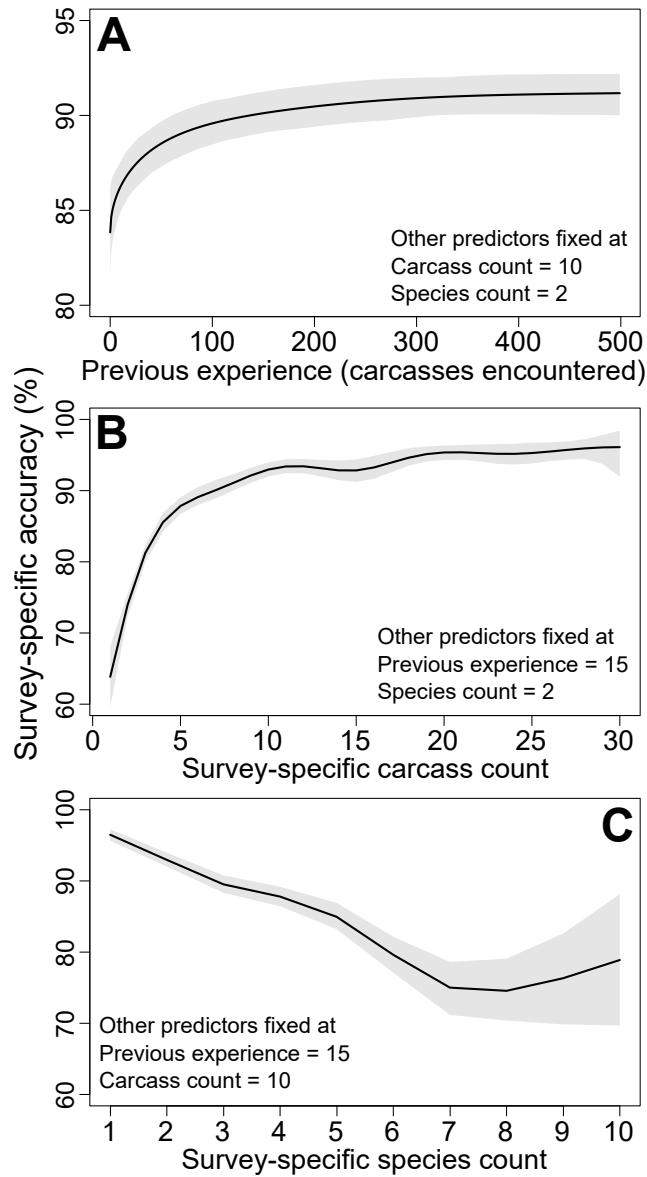 A
95
90
85
80
Other predictors fixed at
Carcass count = 10
Species count = 2
0 100 200 300 400 500
Previous experience (carcasses encountered)
Survey-specific accuracy (%)
B
100
90
80
70
60
Other predictors fixed at
Previous experience = 15
Species count = 2
0 5 10 15 20 25 30
Survey-specific carcass count
C
100
90
80
70
60
Other predictors fixed at
Previous experience = 15
Carcass count = 10
1 2 3 4 5 6 7 8 9 10
Survey-specific species count